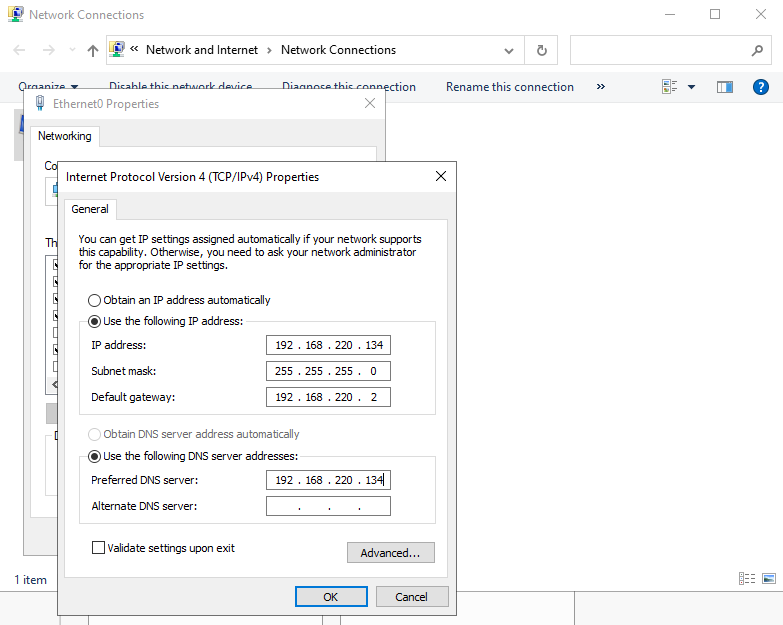 Network Connections
Network and Internet
Network Connections
Organize
Disable this network device
Diagnose this connection
Rename this connection
Ethernet0 Properties
Networking
Co
Th
Internet Protocol Version 4 (TCP/IPv4) Properties
General
You can get IP settings assigned automatically if your network supports
this capability. Otherwise, you need to ask your network administrator
for the appropriate IP settings.
Obtain an IP address automatically
Use the following IP address:
IP address: 192 . 168 . 220 . 134
Subnet mask: 255 . 255 . 255 . 0
Default gateway: 192 . 168 . 220 . 2
Obtain DNS server address automatically
Use the following DNS server addresses:
Preferred DNS server: 192 . 168 . 220 . 134
Alternate DNS server: . . .
Validate settings upon exit
Advanced...
1 item
OK
Cancel